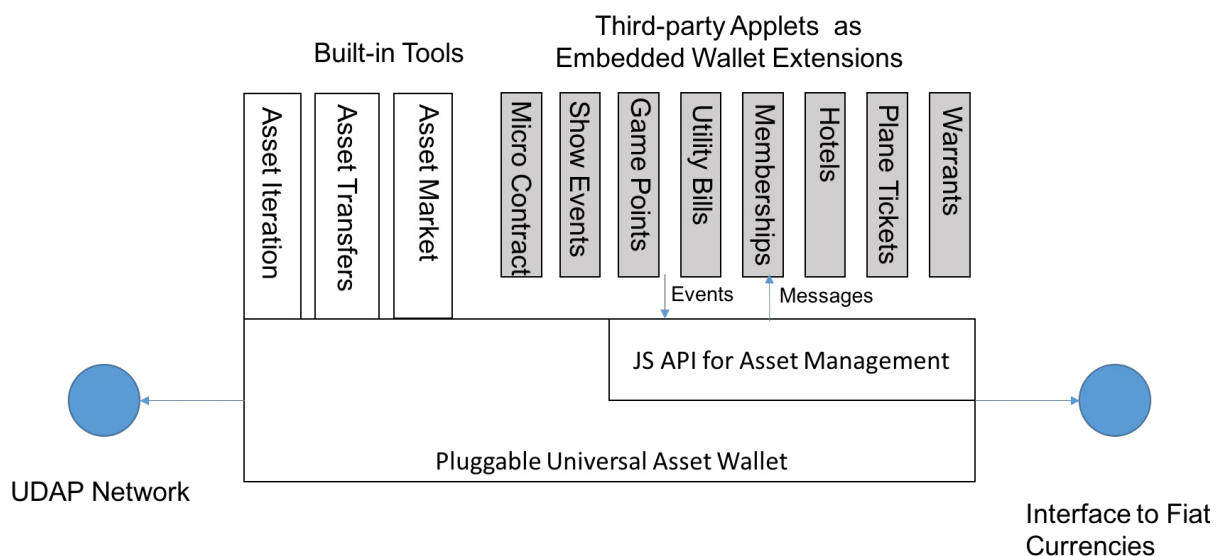 Third-party Applets as
Embedded Wallet Extensions
Built-in Tools
Asset Iteration
Asset Transfers
Asset Market
Micro Contract
Show Events
Game Points
Utility Bills
Memberships
Hotels
Plane Tickets
Warrants
Events
Messages
JS API for Asset Management
Pluggable Universal Asset Wallet
UDAP Network
Interface to Fiat
Currencies